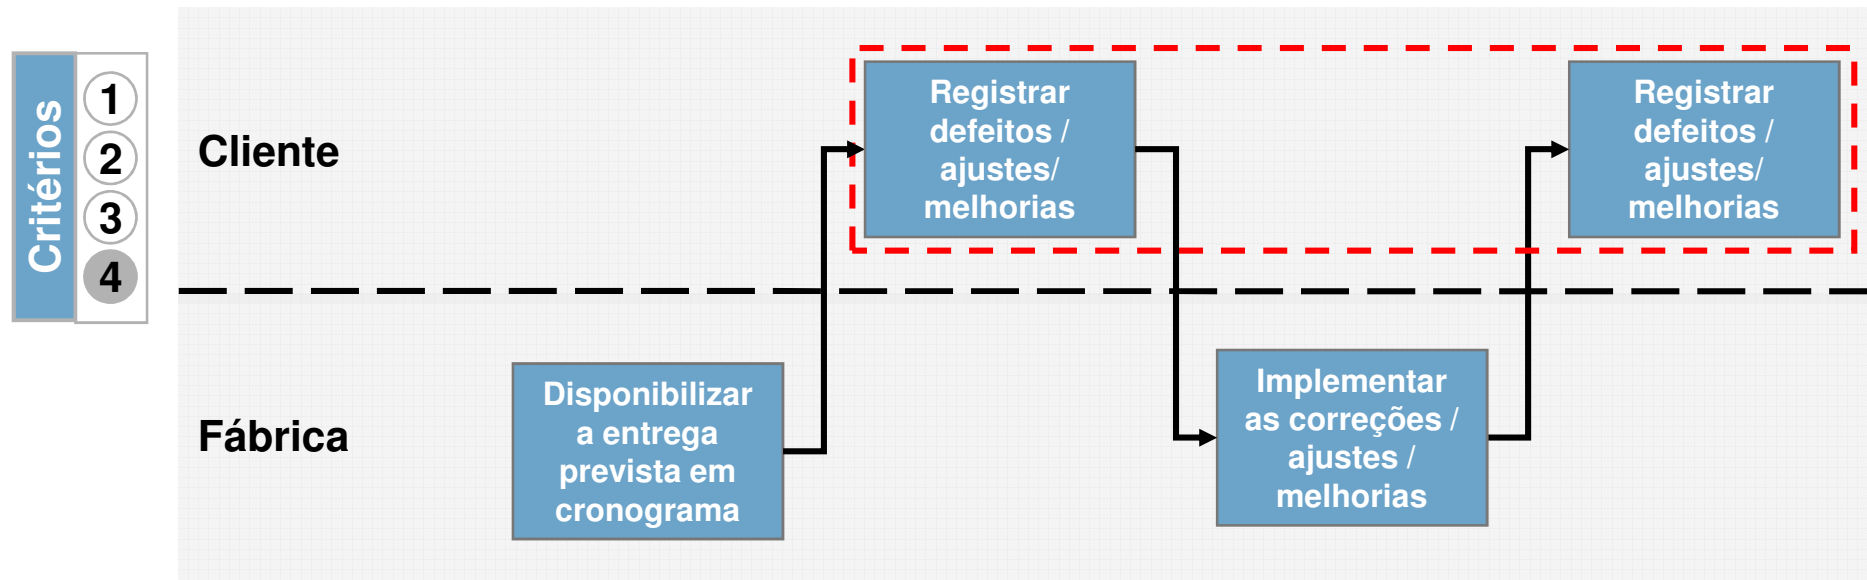 Critérios
1
2
3
4
Cliente
Registrar
defeitos /
ajustes/
melhorias
Registrar
defeitos /
ajustes/
melhorias
Fábrica
Disponibilizar
a entrega
prevista em
cronograma
Implementar
as correções /
ajustes /
melhorias